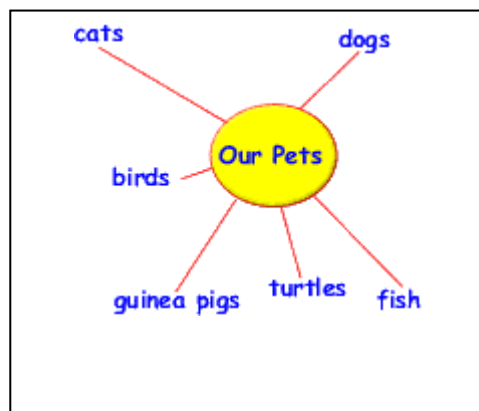 cats
dogs
Our Pets
birds
guinea pigs
turtles
fish